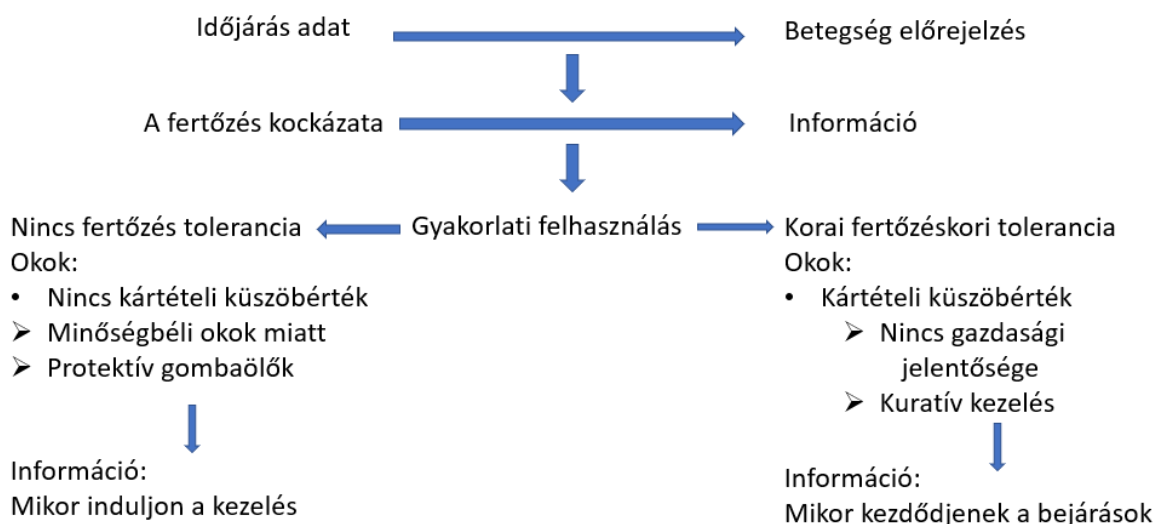 Időjárás adat
Betegség előrejelzés
A fertőzés kockázata
Információ
Nincs fertőzés tolerancia
Gyakorlati felhasználás
Korai fertőzéskori tolerancia
Okok:
• Nincs kártételi küszöbérték
➢ Minőségbéli okok miatt
➢ Protektív gombaölők
Okok:
• Kártételi küszöbérték
➢ Nincs gazdasági
jelentősége
➢ Kuratív kezelés
Információ:
Mikor induljon a kezelés
Információ:
Mikor kezdődjenek a bejárások